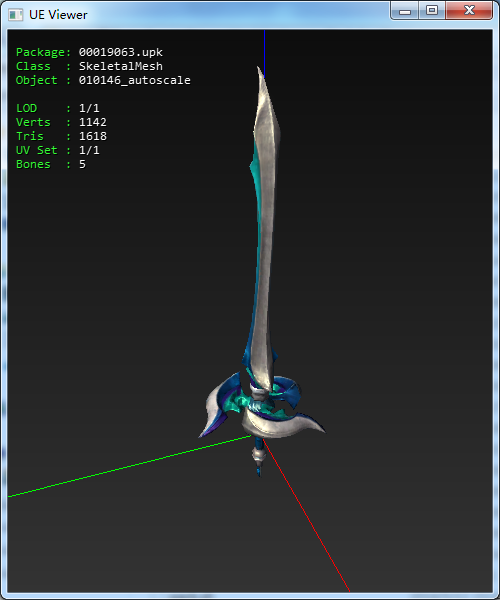 UE Viewer
Package: 00019063.upk
Class : SkeletalMesh
Object : 010146_autoscale
LOD : 1/1
Verts : 1142
Tris : 1618
UV Set : 1/1
Bones : 5